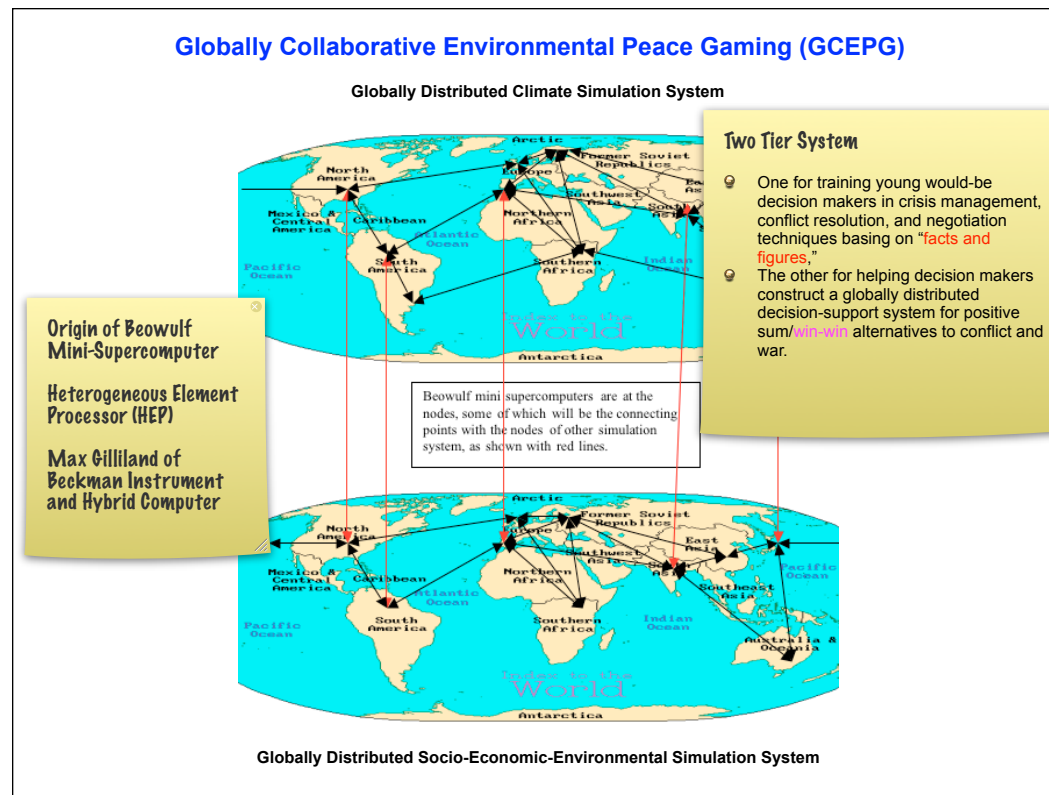 Globally Collaborative Environmental Peace Gaming (GCEPG)
Globally Distributed Climate Simulation System
Arctic
North
America
Europe
Former Soviet
Republics
Mexico &
Central
America
Caribbean
Southwest
Asia
South
Asia
Northern
Africa
Atlantic
Ocean
South
America
Southern
Africa
Pacific
Ocean
Indian
Ocean
Index to the
World
Antarctica
Two Tier System
One for training young would-be
decision makers in crisis management,
conflict resolution, and negotiation
techniques basing on “facts and
figures,”
The other for helping decision makers
construct a globally distributed
decision-support system for positive
sum/win-win alternatives to conflict and
war.
Origin of Beowulf
Mini-Supercomputer
Heterogeneous Element
Processor (HEP)
Max Gilliland of
Beckman Instrument
and Hybrid Computer
Beowulf mini supercomputers are at the
nodes, some of which will be the connecting
points with the nodes of other simulation
system, as shown with red lines.
Arctic
North
America
Europe
Former Soviet
Republics
East
Asia
Mexico &
Central
America
Caribbean
Southwest
Asia
South
Asia
Northern
Africa
Atlantic
Ocean
Pacific
Ocean
Southeast
Asia
South
America
Southern
Africa
Pacific
Ocean
Indian
Ocean
Australia &
Oceania
Index to the
World
Antarctica
Globally Distributed Socio-Economic-Environmental Simulation System